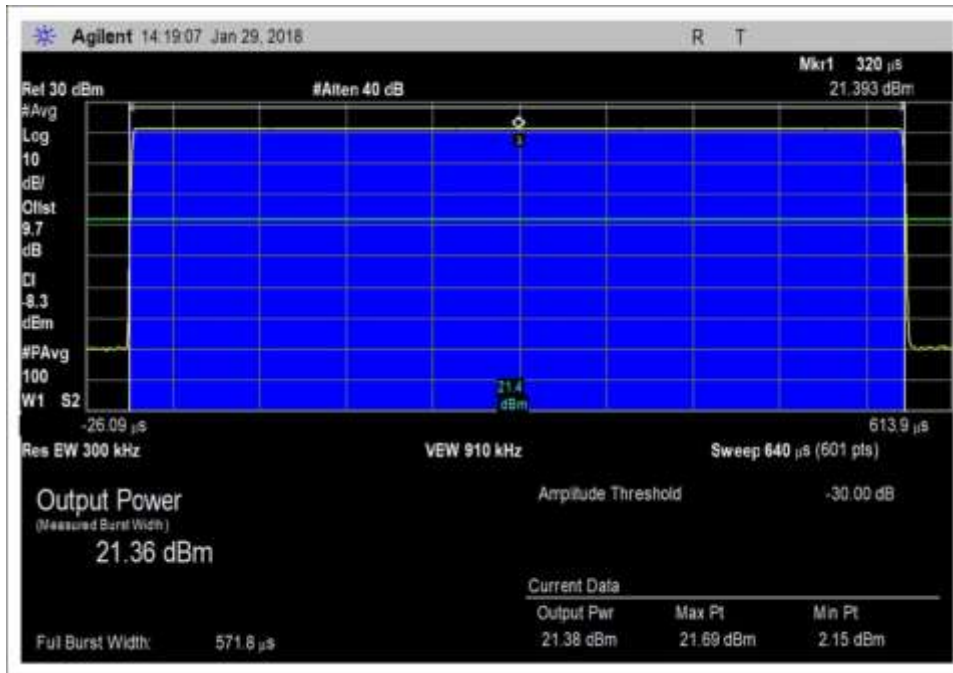 Agilent 14:19:07 Jan 29, 2018 R T
Mkr1 320 μs
Ref 30 dBm #Atten 40 dB 21.393 dBm
#Avg
Log
10
dB/
Offst
9.7
dB
DI
-8.3
dBm
#PAvg
100
W1 S2
21.4
dBm
-26.09 μs 613.9 μs
Res BW 300 kHz VBW 910 kHz Sweep 640 μs (601 pts)
Output Power Amplitude Threshold -30.00 dB
(Measured Burst Width)
21.36 dBm
Current Data
Output Pwr Max Pt Min Pt
Full Burst Width: 571.8 μs 21.38 dBm 21.69 dBm 2.15 dBm